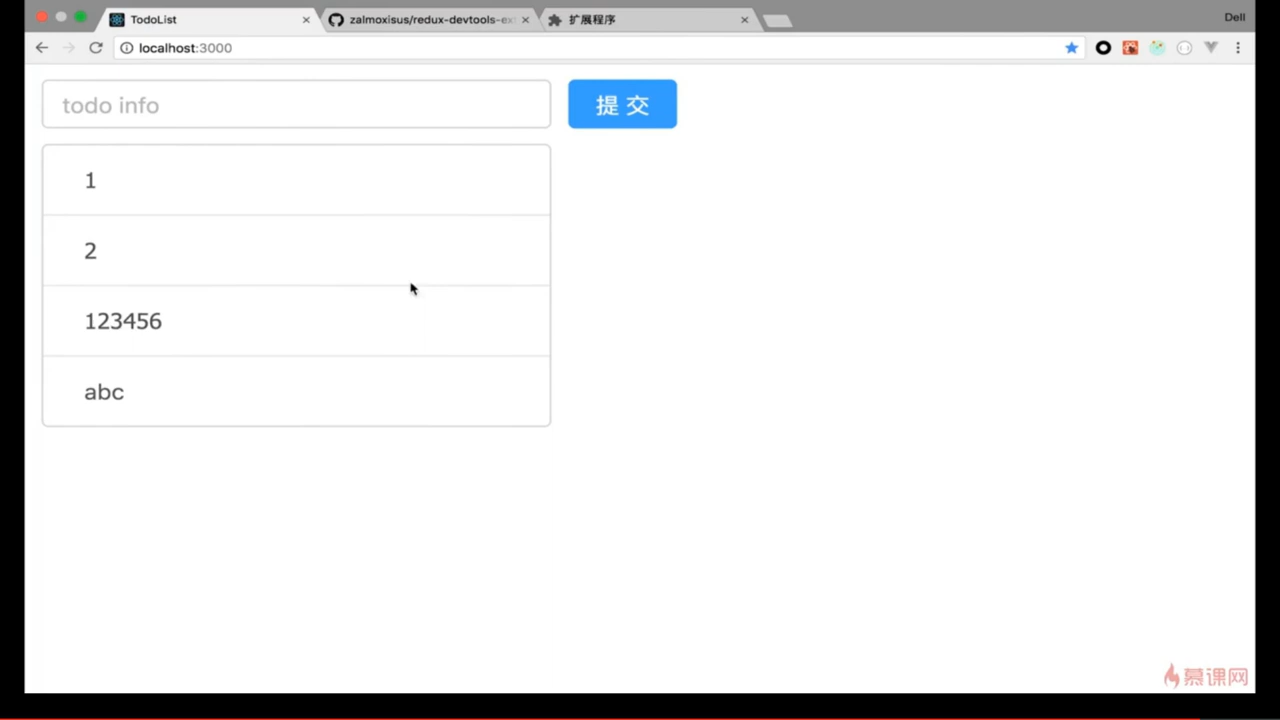 TodoList
zalmoxisus/redux-devtools-ex
扩展程序
Dell
localhost:3000
todo info
提交
1
2
123456
abc
慕课网